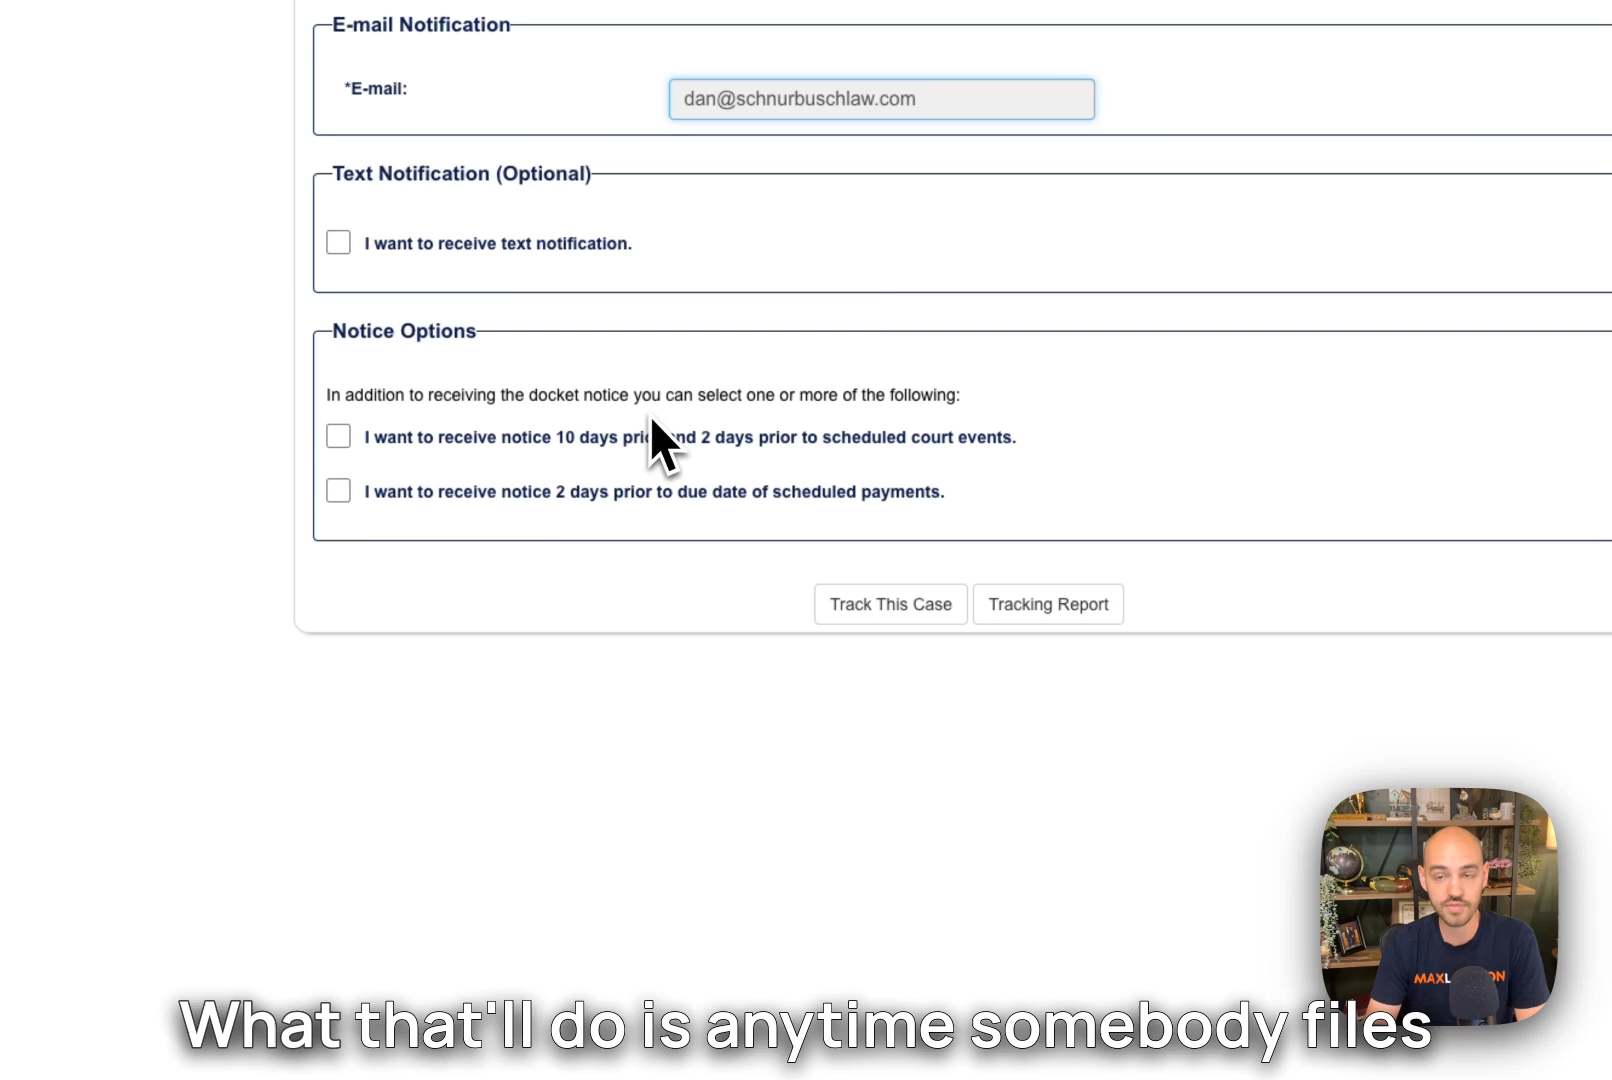 E-mail Notification
*E-mail:
dan@schnurbuschlaw.com
Text Notification (Optional)
I want to receive text notification.
Notice Options
In addition to receiving the docket notice you can select one or more of the following:
I want to receive notice 10 days and 2 days prior to scheduled court events.
I want to receive notice 2 days prior to due date of scheduled payments.
Track This Case
Tracking Report
MAXL ON
What that'll do is anytime somebody files